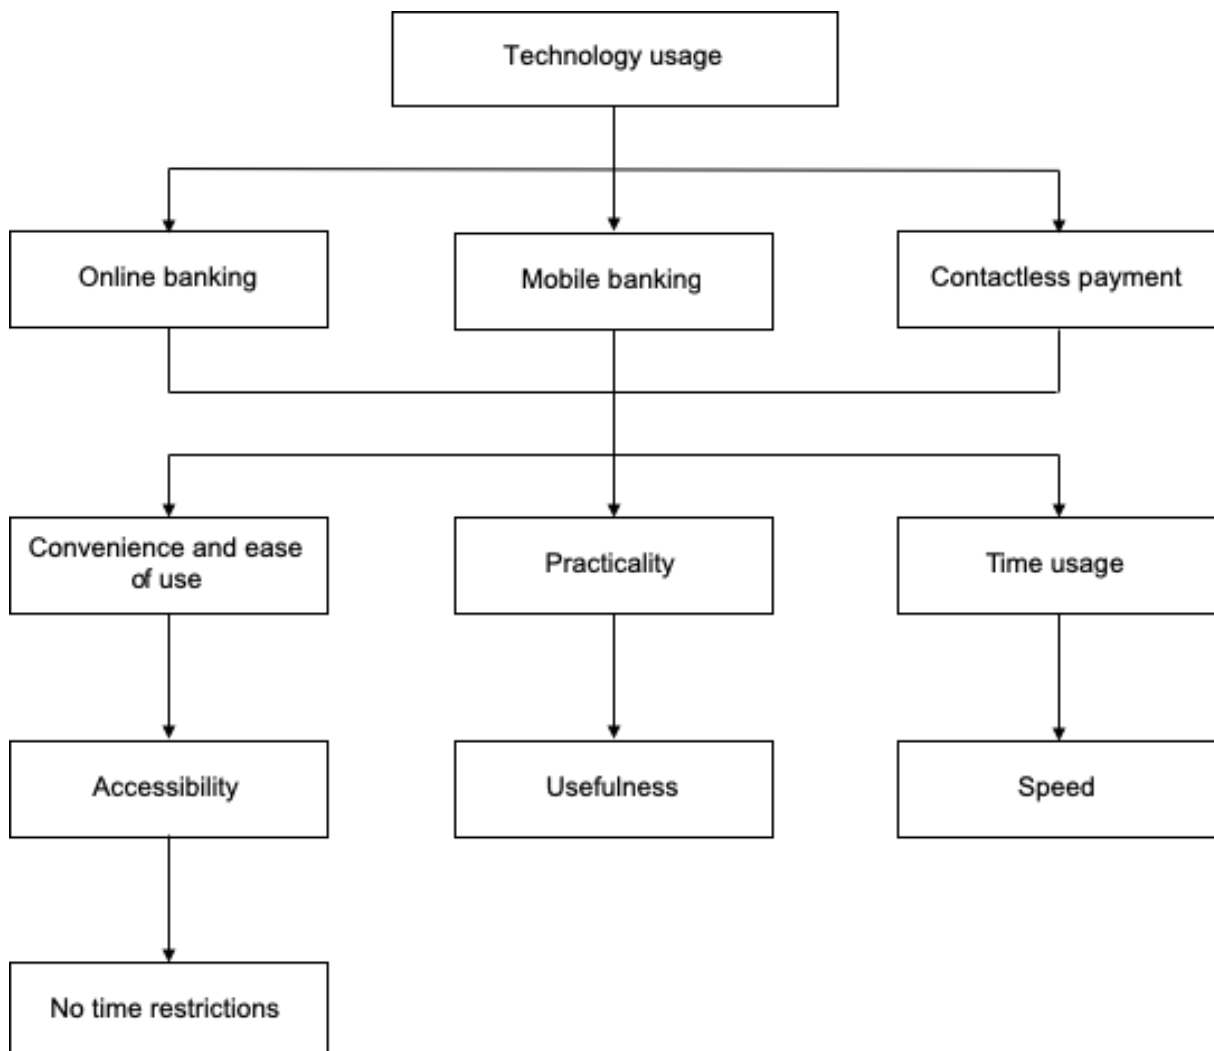 Technology usage
Online banking
Mobile banking
Contactless payment
Convenience and ease
of use
Practicality
Time usage
Accessibility
Usefulness
Speed
No time restrictions